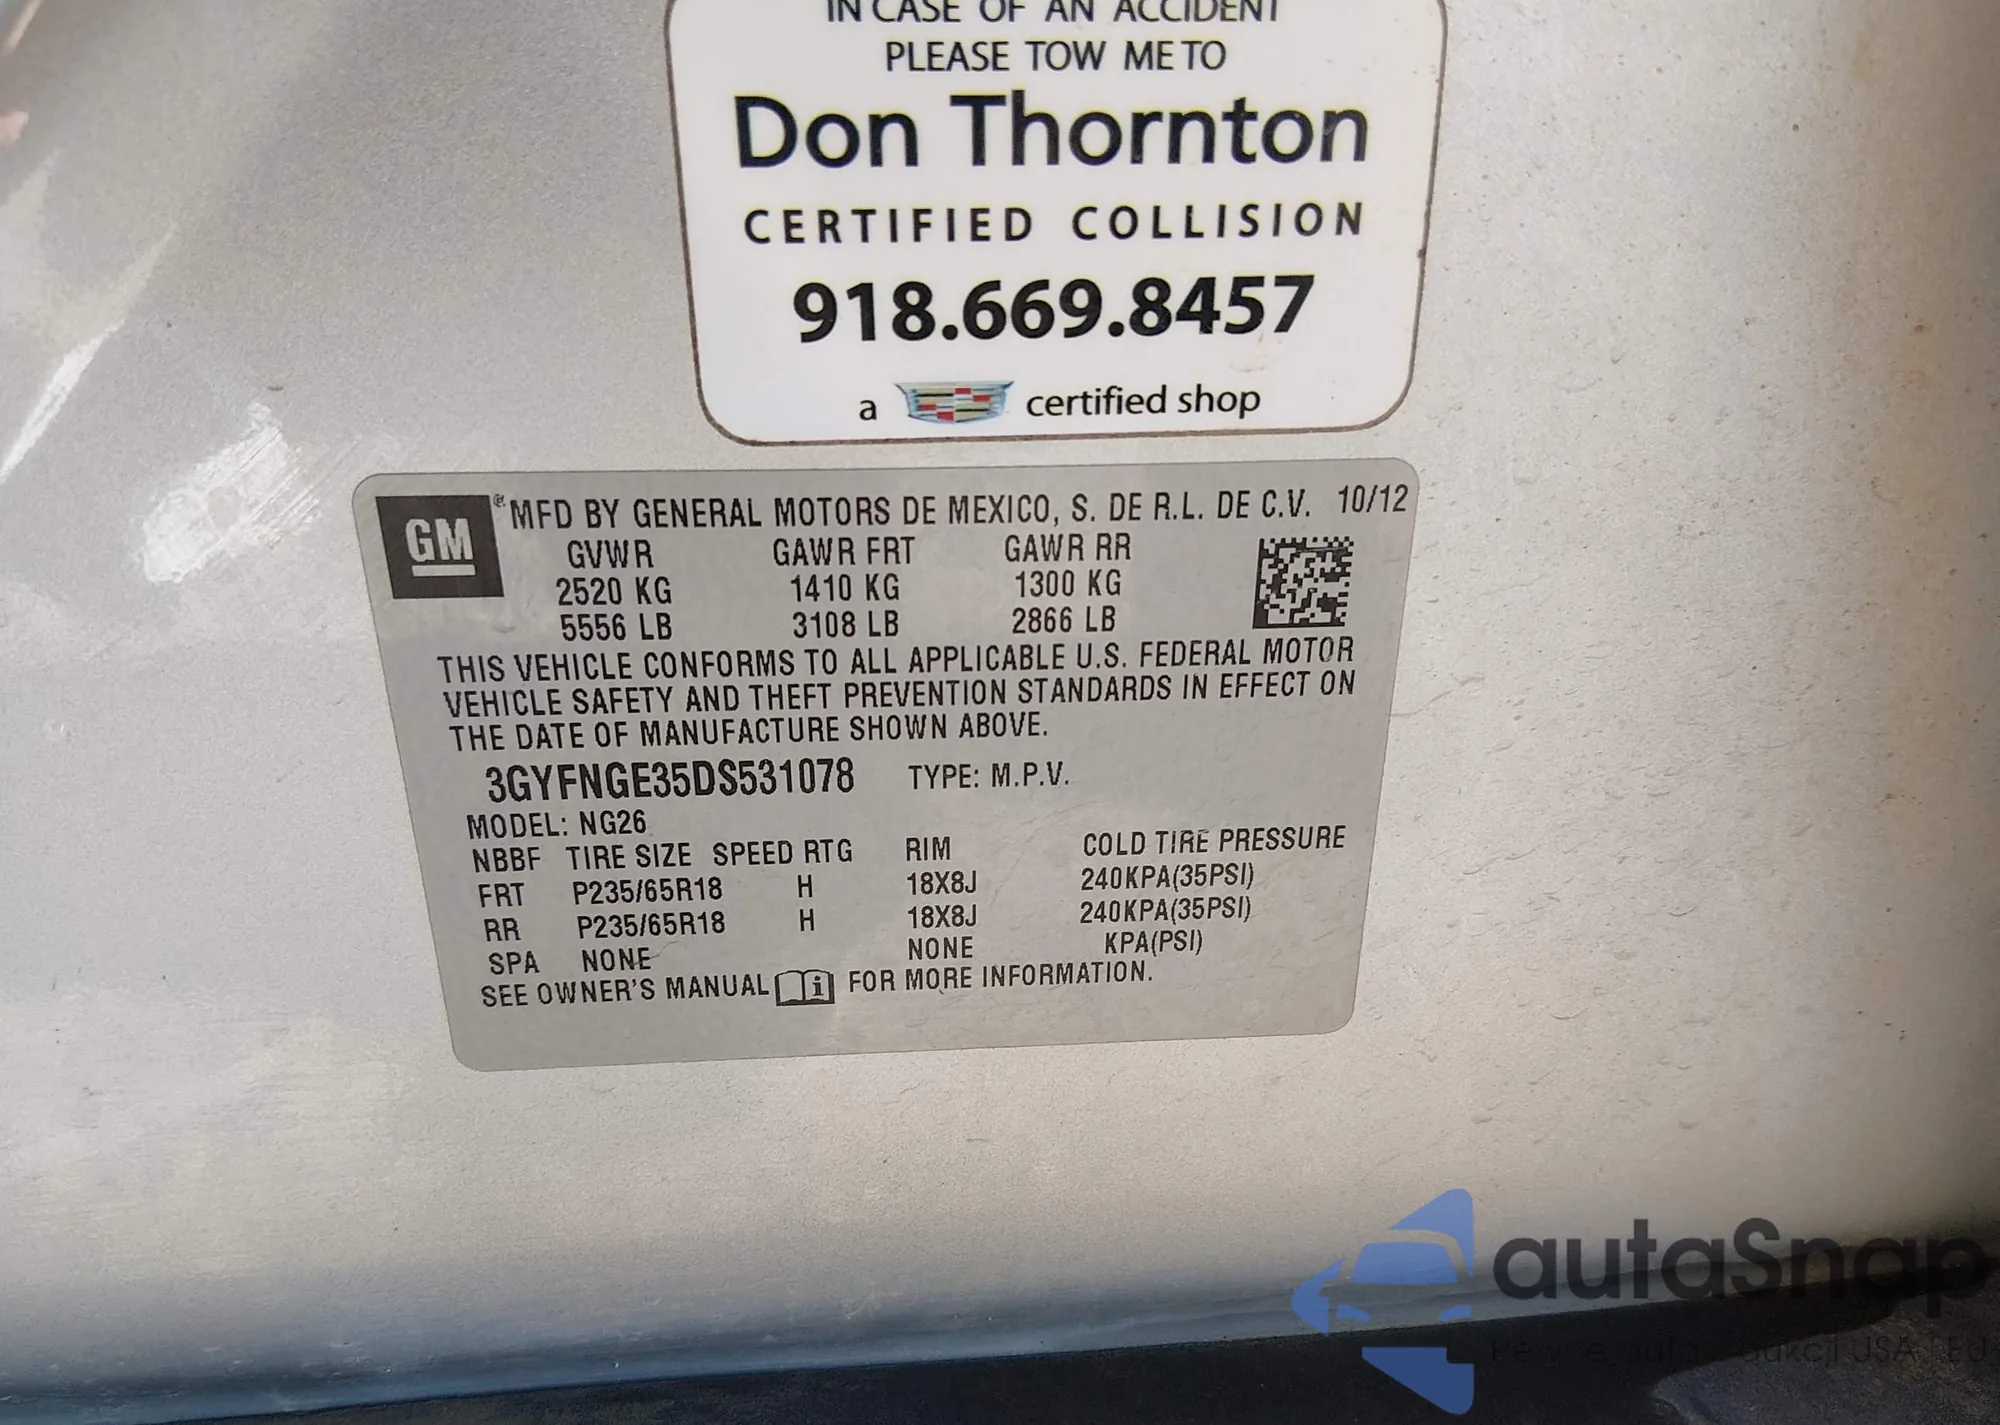 IN CASE OF AN ACCIDENT
PLEASE TOW ME TO
Don Thornton
CERTIFIED COLLISION
918.669.8457
a certified shop
GM ® MFD BY GENERAL MOTORS DE MEXICO, S. DE R.L. DE C.V. 10/12
GVWR GAWR FRT GAWR RR
2520 KG 1410 KG 1300 KG
5556 LB 3108 LB 2866 LB
THIS VEHICLE CONFORMS TO ALL APPLICABLE U.S. FEDERAL MOTOR
VEHICLE SAFETY AND THEFT PREVENTION STANDARDS IN EFFECT ON
THE DATE OF MANUFACTURE SHOWN ABOVE.
3GYFNGE35DS531078 TYPE: M.P.V.
MODEL: NG26
NBBF TIRE SIZE SPEED RTG RIM COLD TIRE PRESSURE
FRT P235/65R18 H 18X8J 240KPA(35PSI)
RR P235/65R18 H 18X8J 240KPA(35PSI)
SPA NONE NONE KPA(PSI)
SEE OWNER'S MANUAL i FOR MORE INFORMATION.
autaSnap
Pewne auta aukcji USA